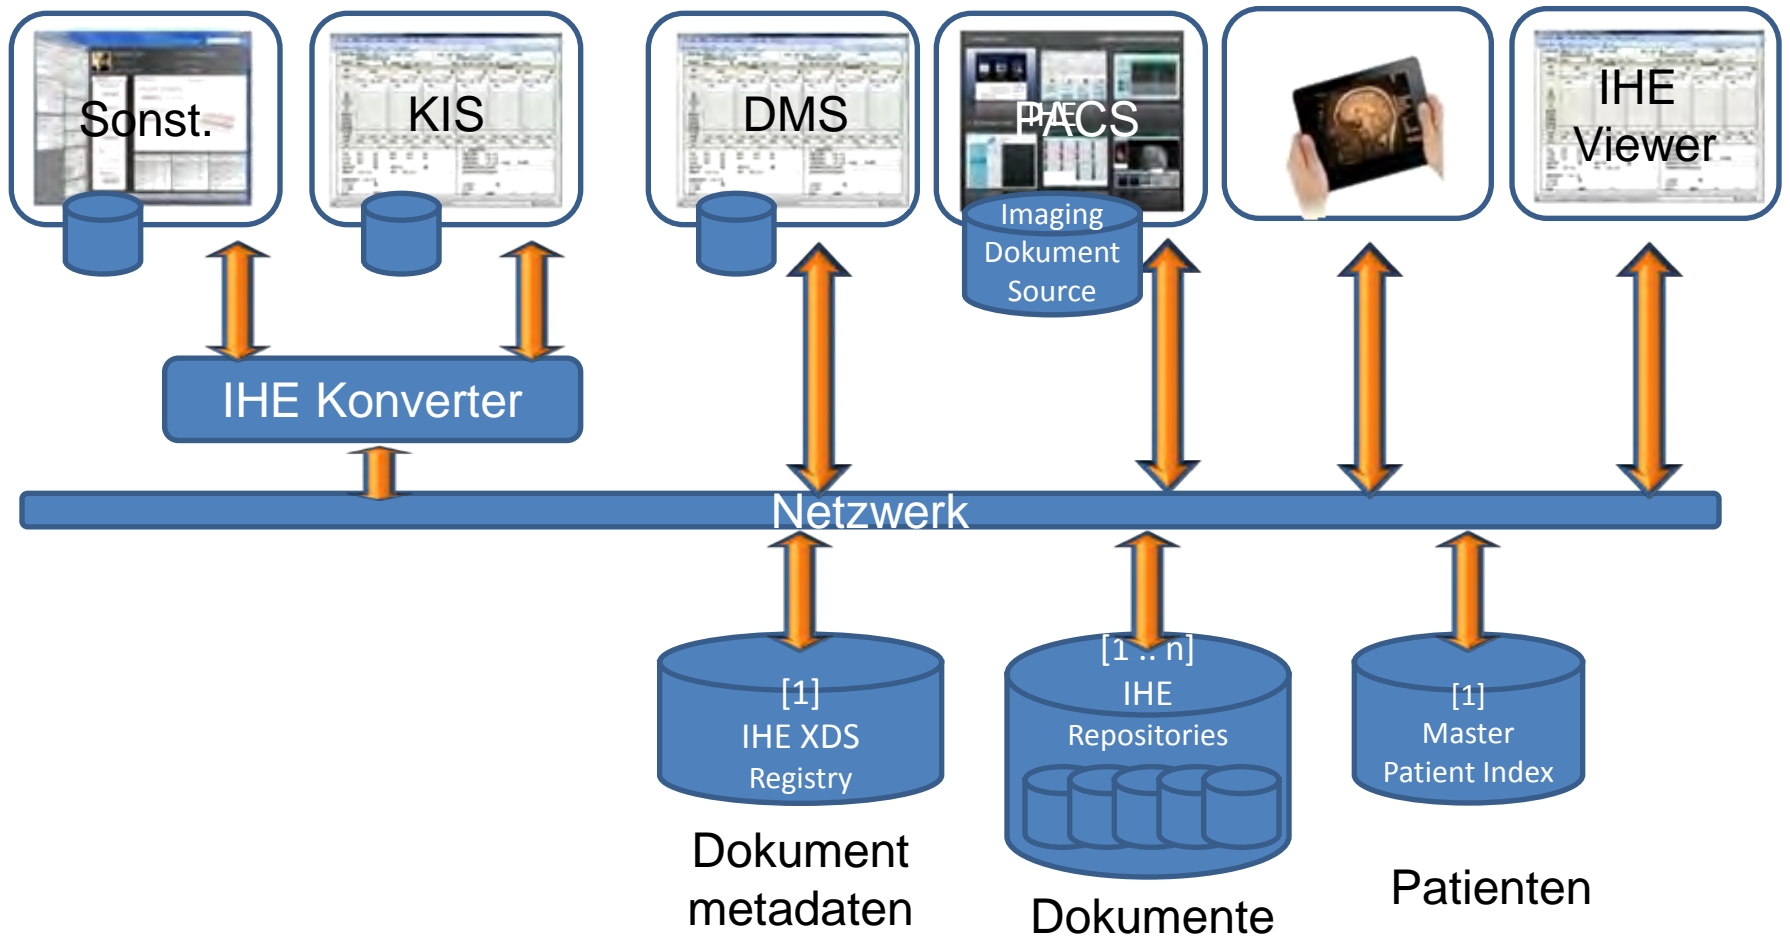 Sonst.
KIS
DMS
PACS
IHE
Viewer
Imaging
Dokument
Source
IHE Konverter
Netzwerk
[1]
IHE XDS
Registry
[1 .. n]
IHE
Repositories
[1]
Master
Patient Index
Dokument
metadaten
Dokumente
Patienten